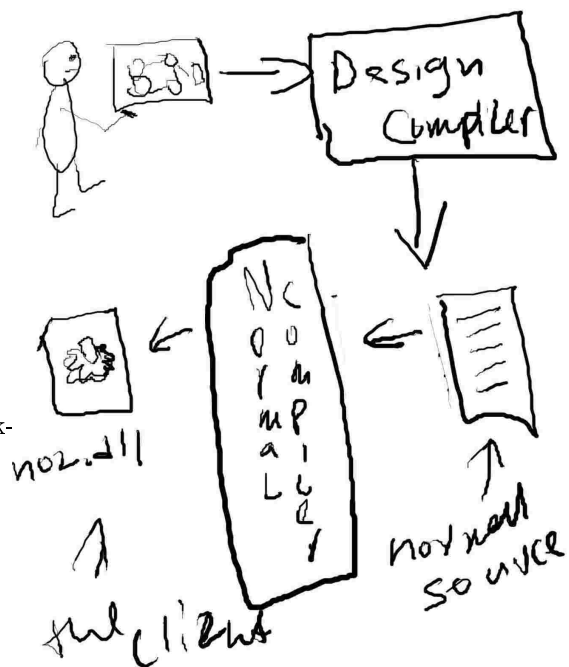 Design
Compiler
Normal
Compiler
k-
noz.dll
normal
source
the client